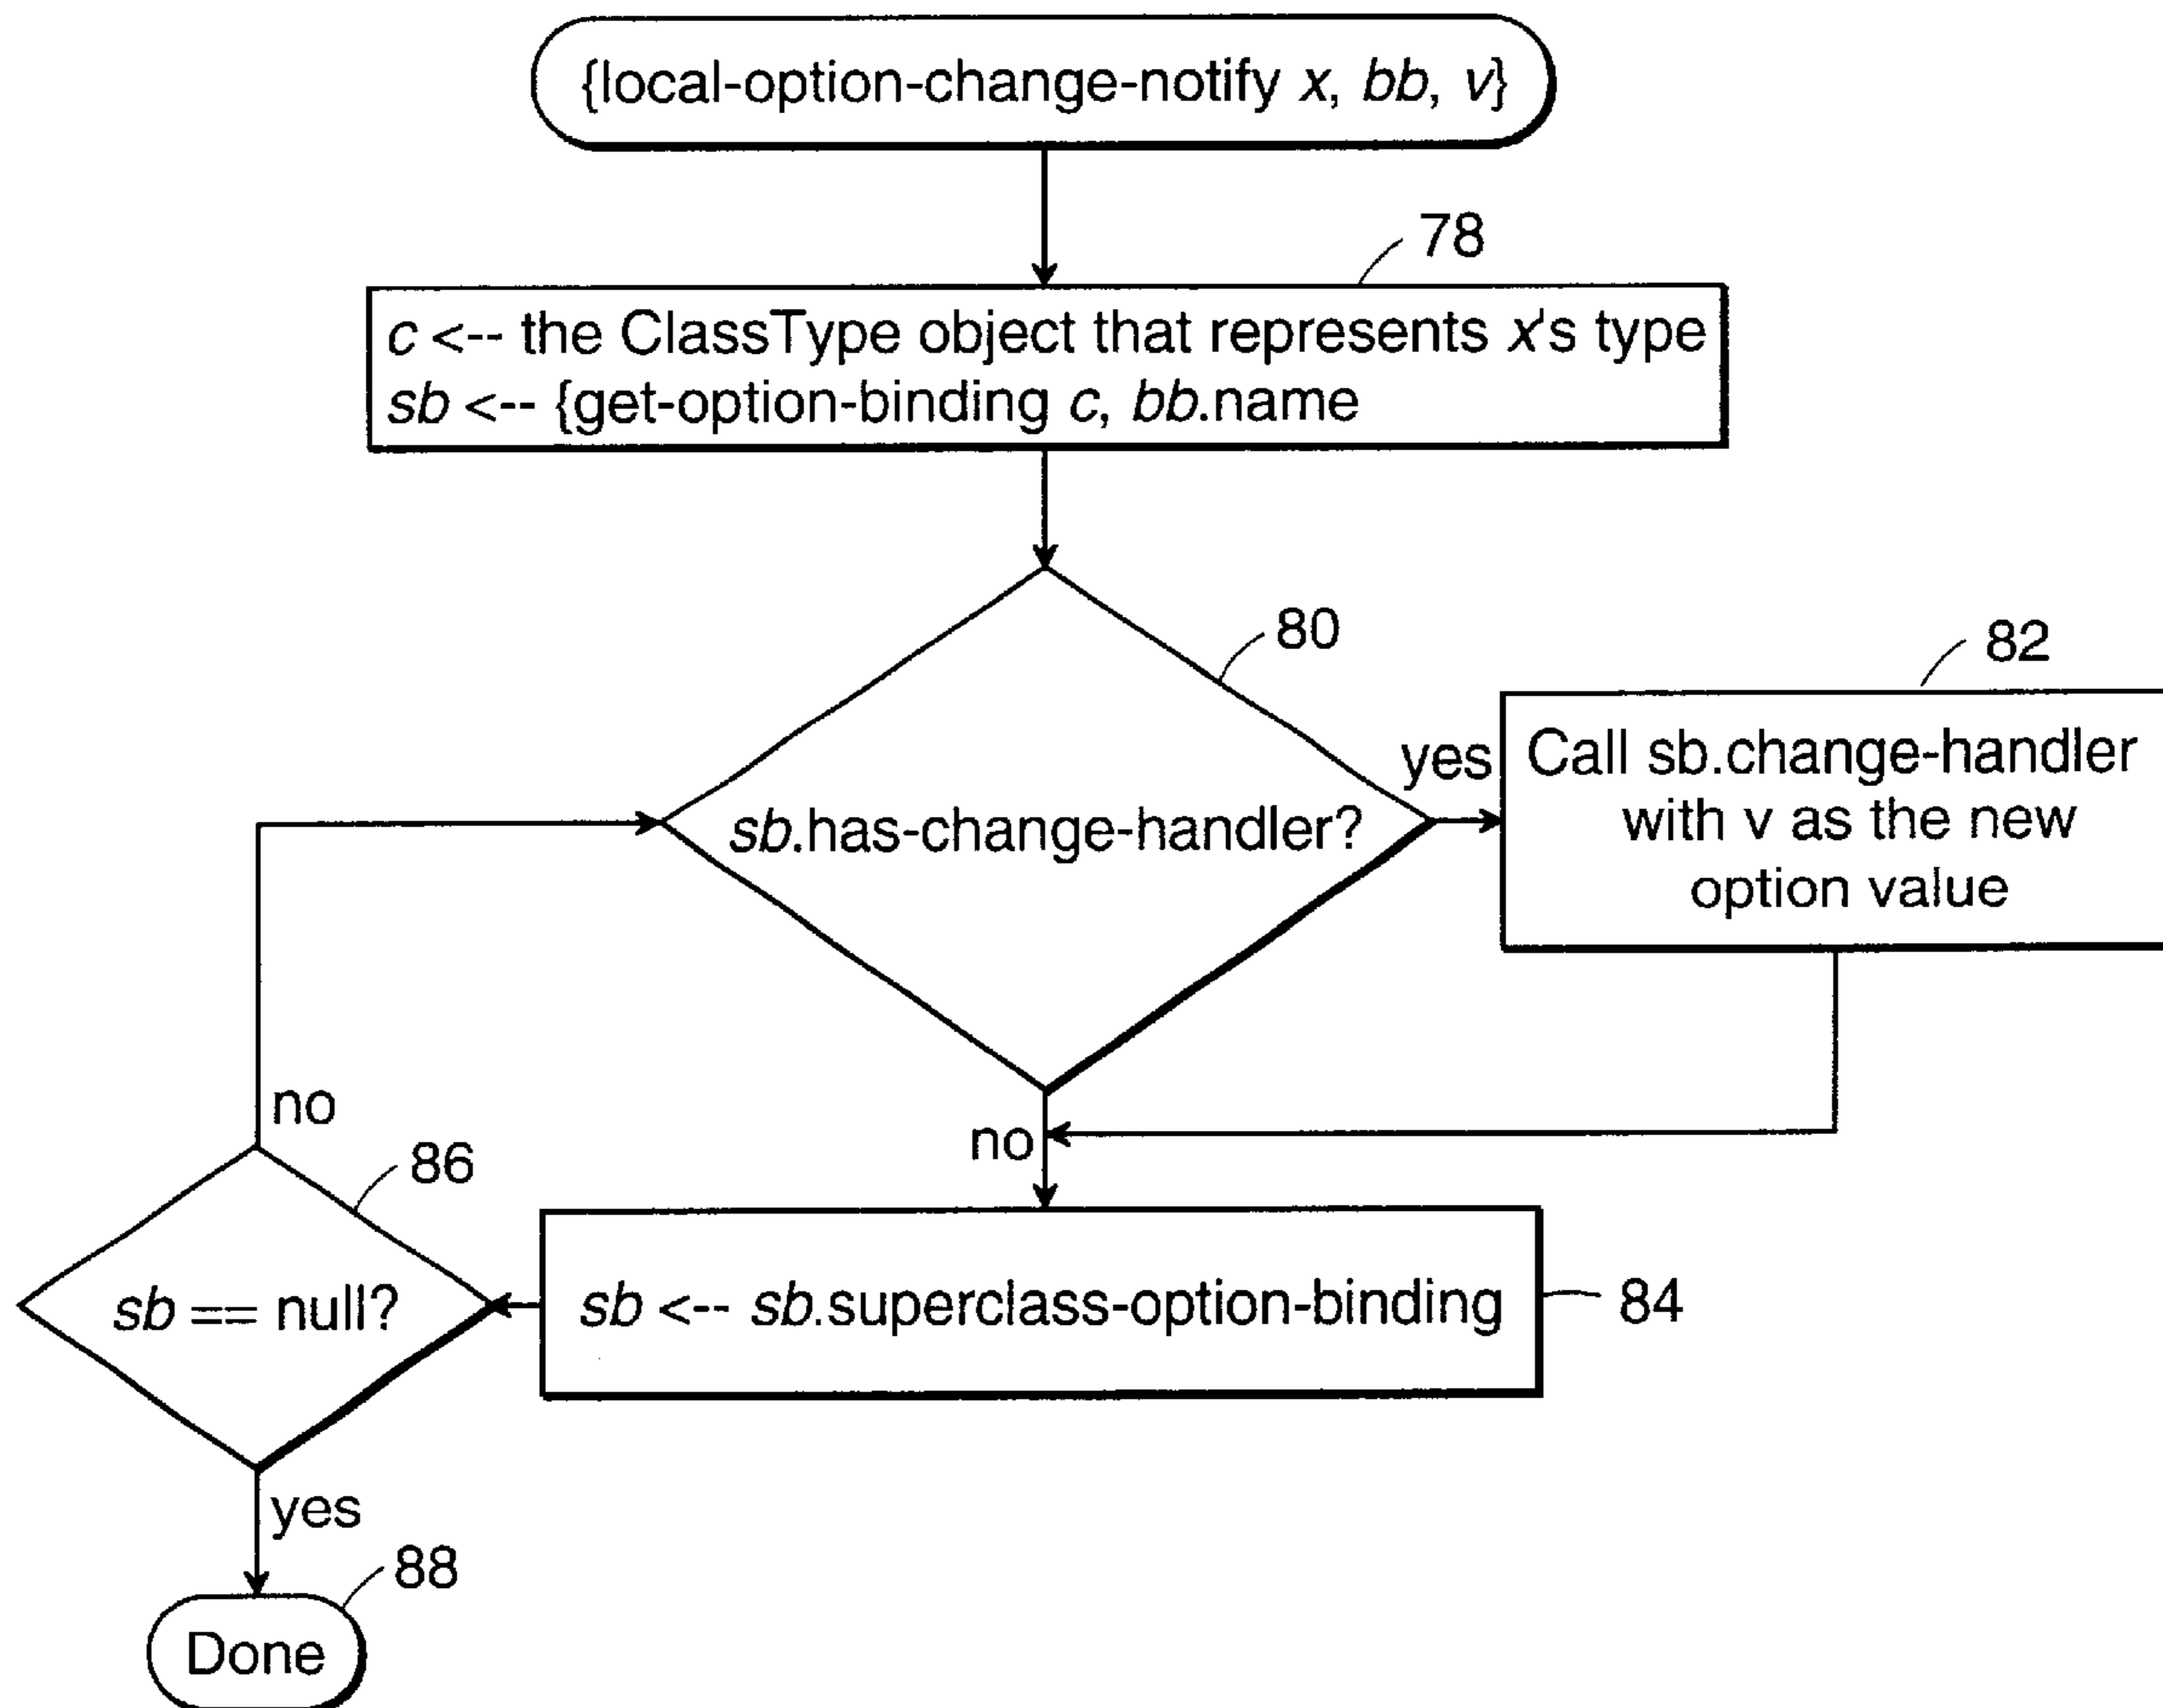 {local-option-change-notify x, bb, v}
78
c <-- the ClassType object that represents x's type
sb <-- {get-option-binding c, bb.name
80
82
sb.has-change-handler?
yes
Call sb.change-handler
with v as the new
option value
no
no
86
sb == null?
sb <-- sb.superclass-option-binding
84
yes
88
Done